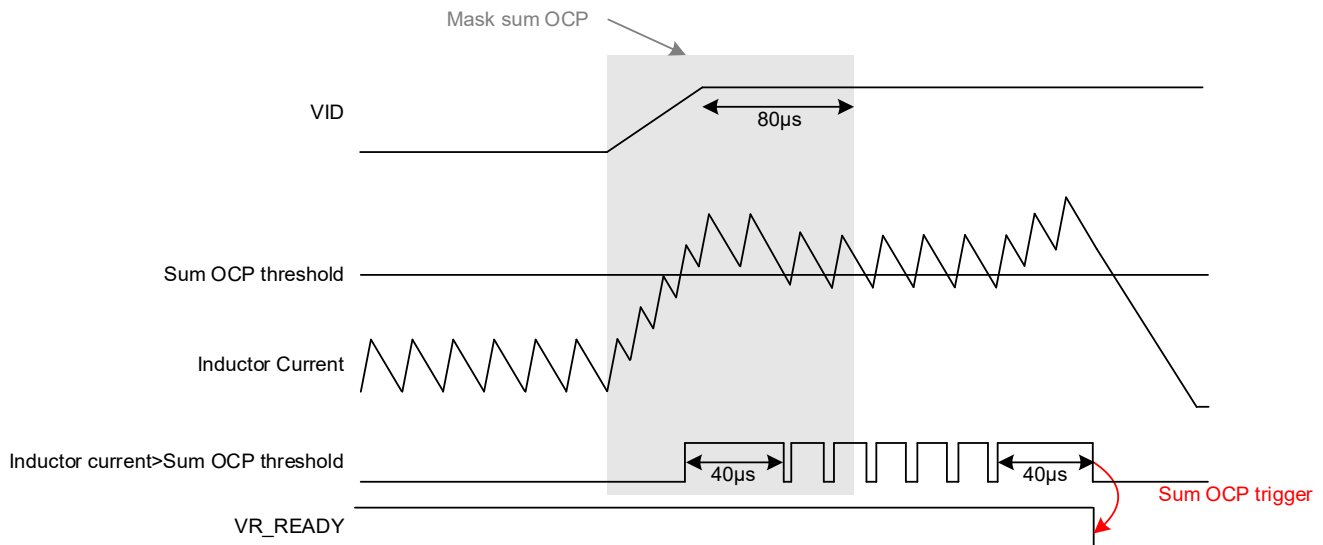 Mask sum OCP
VID
80µs
Sum OCP threshold
Inductor Current
Inductor current>Sum OCP threshold
40µs
40µs
Sum OCP trigger
VR_READY